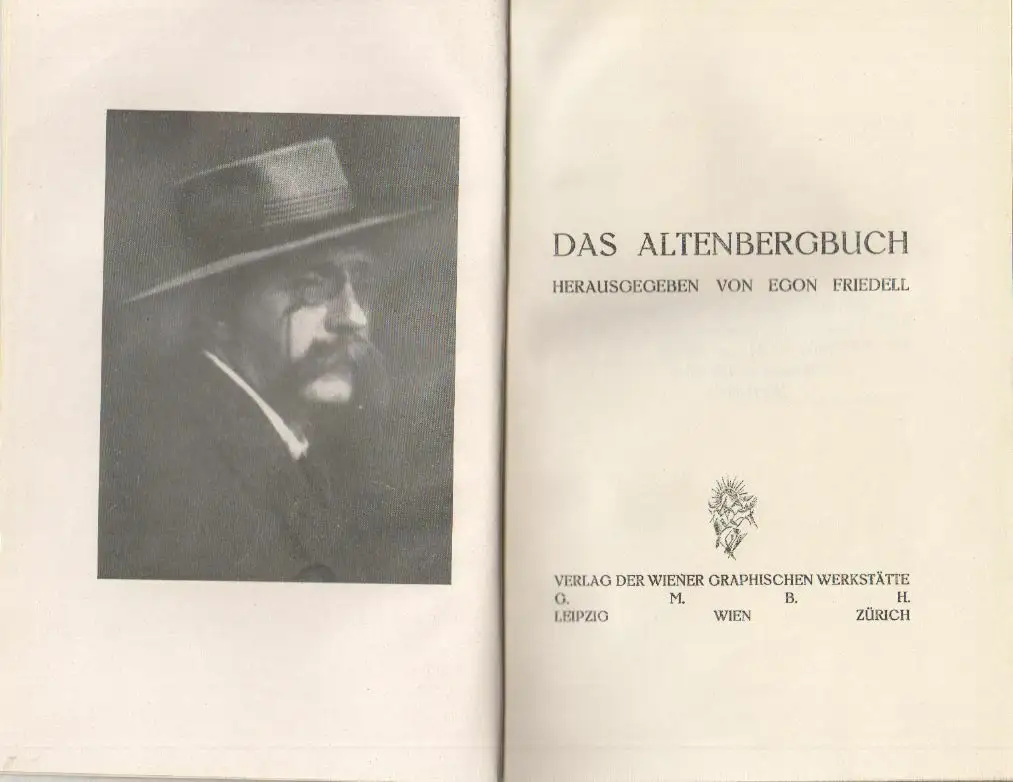 DAS ALTENBERGBUCH
HERAUSGEGEBEN VON EGON FRIEDELL
VERLAG DER WIENER GRAPHISCHEN WERKSTÄTTE
G. M. B. H.
LEIPZIG WIEN ZÜRICH